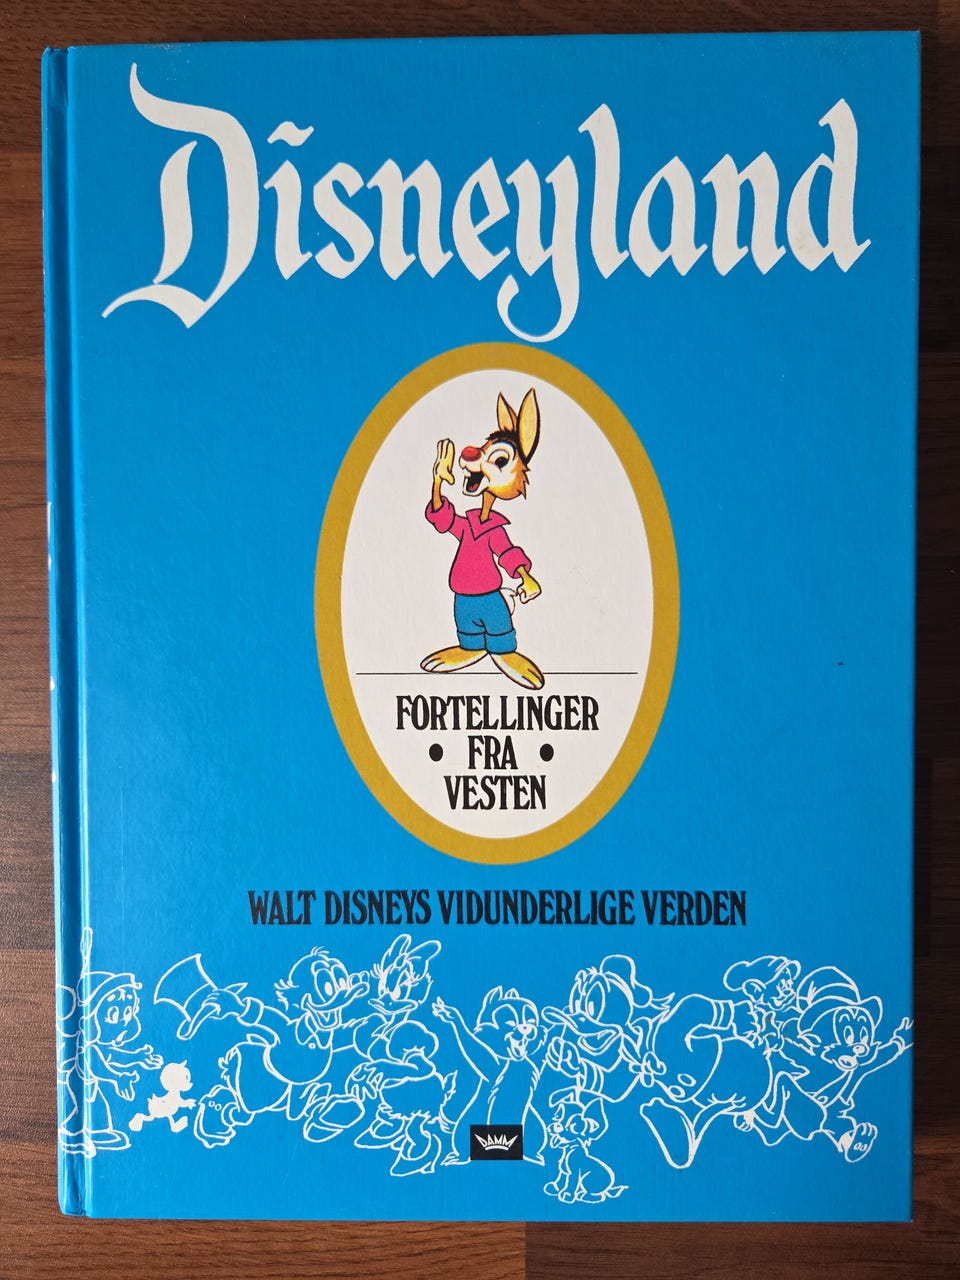 Disneyland
FORTELLINGER
• FRA •
VESTEN
WALT DISNEYS VIDUNDERLIGE VERDEN
DAMM